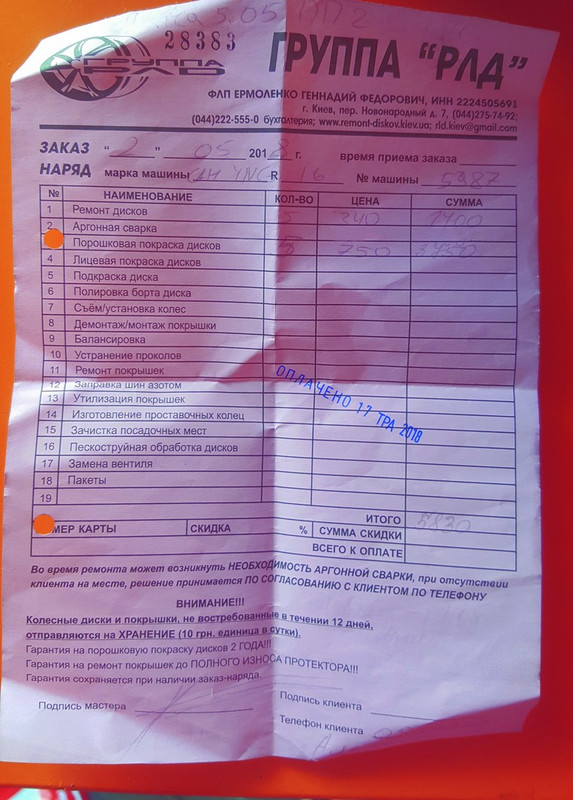 5.05.
28383
ГРУППА "РЛД"
ФЛП ЕРМОЛЕНКО ГЕННАДИЙ ФЕДОРОВИЧ, ИНН 2224505691
г. Киев, пер. Новонародный д. 7, (044)275-74-92;
(044)222-555-0 бухгалтерия; www.remont-diskov.kiev.ua; rld.kiev@gmail.com
ЗАКАЗ "2" 05 2018 г. время приема заказа
НАРЯД марка машины R 16 № машины 5387
№ НАИМЕНОВАНИЕ КОЛ-ВО ЦЕНА СУММА
1 Ремонт дисков 5
2 Аргонная сварка
Порошковая покраска дисков 5 750
4 Лицевая покраска дисков
5 Подкраска диска
6 Полировка борта диска
7 Съём/установка колес
8 Демонтаж/монтаж покрышки
9 Балансировка
10 Устранение проколов
11 Ремонт покрышек
12 Заправка шин азотом
13 Утилизация покрышек
14 Изготовление проставочных колец
15 Зачистка посадочных мест
16 Пескоструйная обработка дисков
17 Замена вентиля
18 Пакеты
19
ОПЛАЧЕНО 17 ТРА 2018
ИТОГО
МЕР КАРТЫ СКИДКА % СУММА СКИДКИ
ВСЕГО К ОПЛАТЕ
Во время ремонта может возникнуть НЕОБХОДИМОСТЬ АРГОННОЙ СВАРКИ, при отсутствии
клиента на месте, решение принимается ПО СОГЛАСОВАНИЮ С КЛИЕНТОМ ПО ТЕЛЕФОНУ
ВНИМАНИЕ!!!
Колесные диски и покрышки, не востребованные в течении 12 дней,
отправляются на ХРАНЕНИЕ (10 грн. единица в сутки).
Гарантия на порошковую покраску дисков 2 ГОДА!!!
Гарантия на ремонт покрышек до ПОЛНОГО ИЗНОСА ПРОТЕКТОРА!!!
Гарантия сохраняется при наличии заказ-наряда.
Подпись мастера Подпись клиента
Телефон клиента